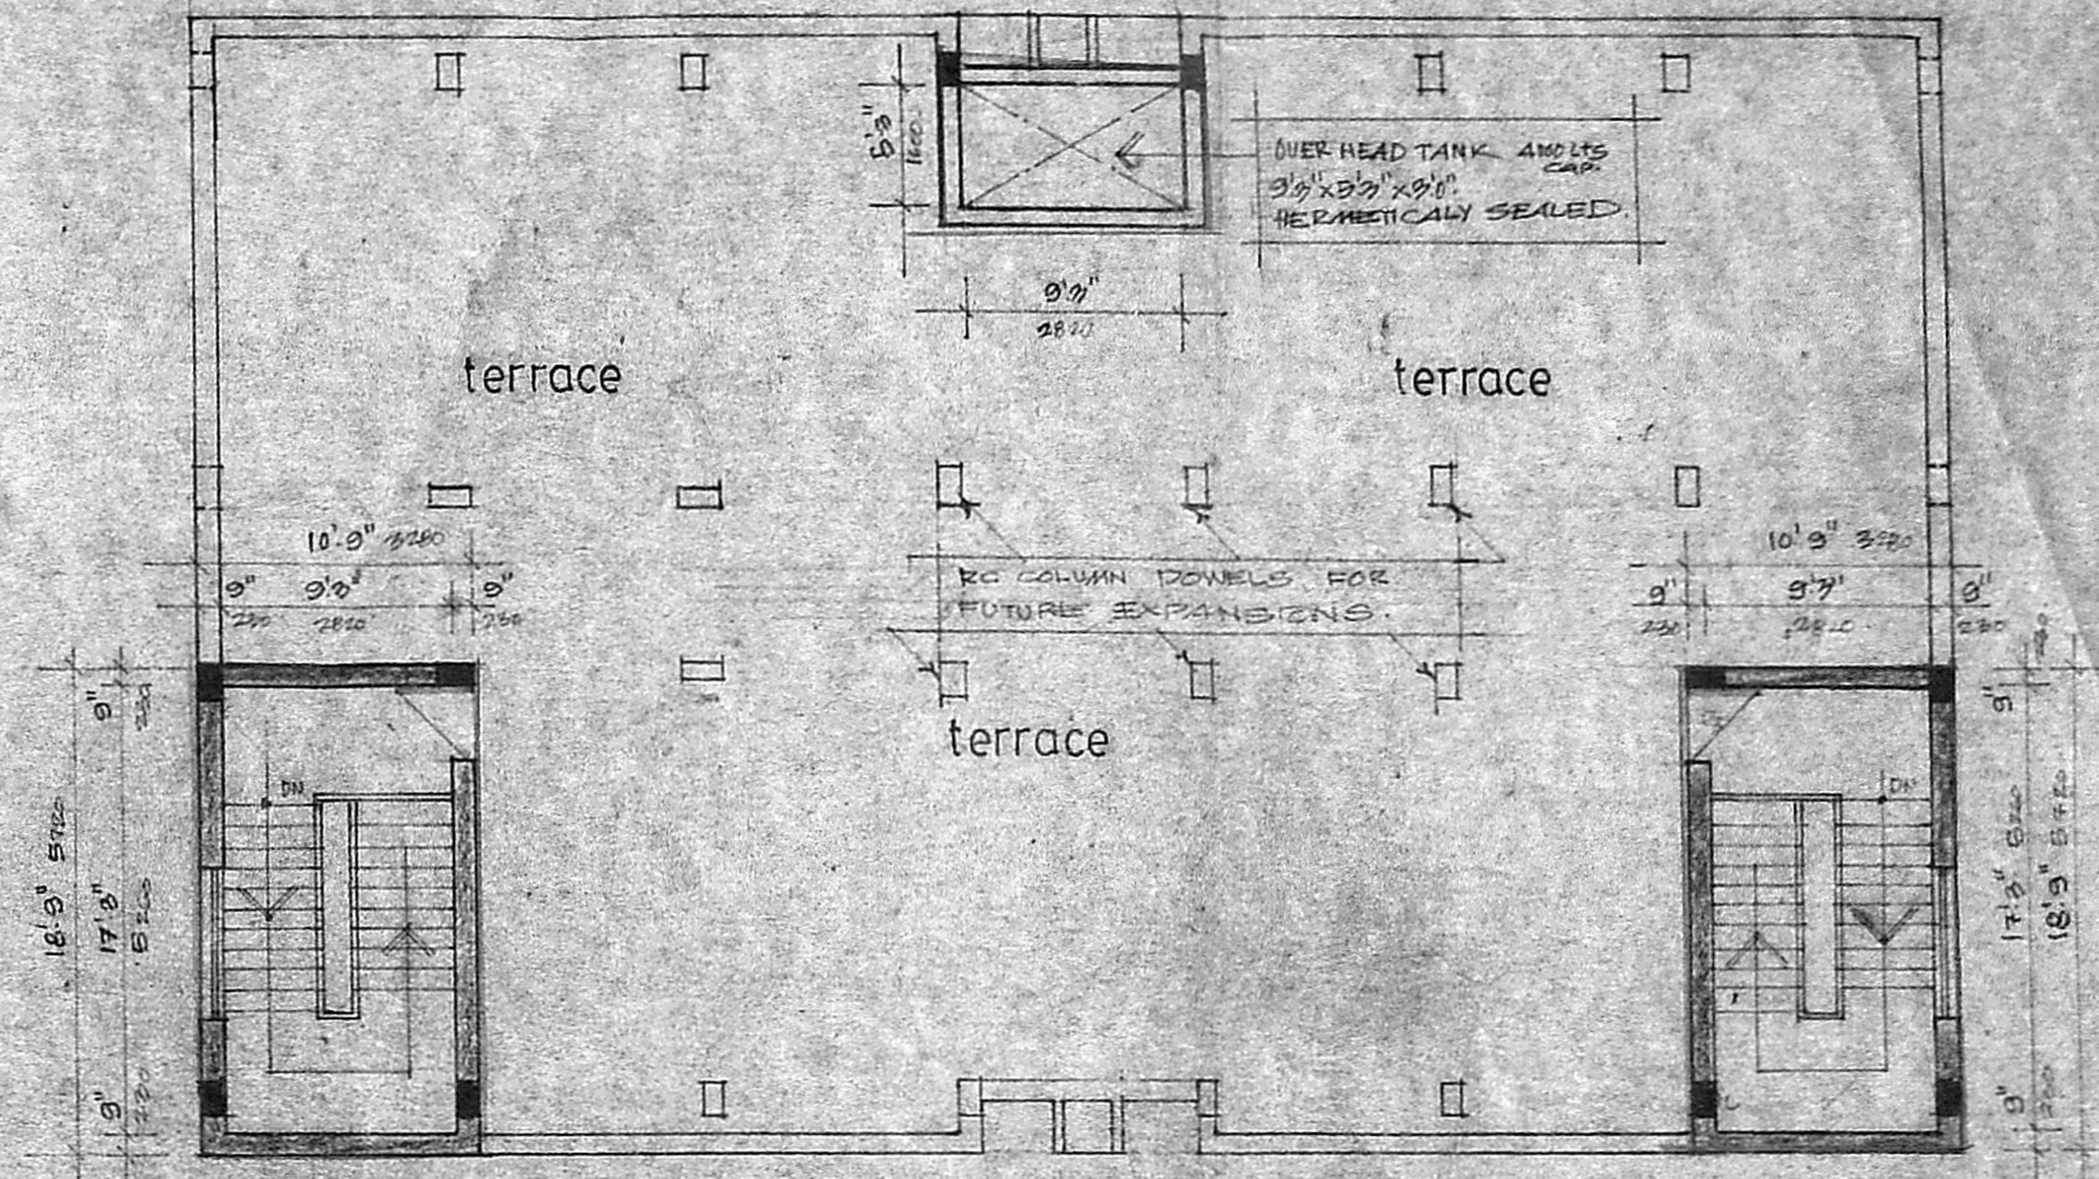 5'3"
1600
OVER HEAD TANK 4000 LTS
CAP.
9'3"x5'3"x3'0"
HERMETICALY SEALED.
9'3"
2820
terrace
terrace
10'-9" 3280
9" 9'3" 9"
230 2820 230
RC COLUMN DOWELS FOR
FUTURE EXPANSIONS.
10'9" 3280
9" 9'3" 9"
230 2820 230
terrace
9"
230
DN
18'-9" 5720
17'3"
5260
9"
230
DN
9"
17'-3" 5260
18'-9" 5720
9"
230